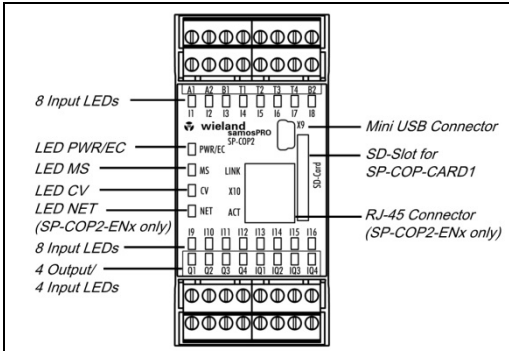 A1 A2 B1 T1 T2 T3 T4 B2
8 Input LEDs
I1 I2 I3 I4 I5 I6 I7 I8
wieland
samosPRO
SP-COP2
X9
Mini USB Connector
LED PWR/EC
PWR/EC
SD-Slot for
SP-COP-CARD1
LED MS
MS
LINK
SD-Card
LED CV
CV
X10
LED NET
(SP-COP2-ENx only)
NET
ACT
RJ-45 Connector
(SP-COP2-ENx only)
8 Input LEDs
I9 I10 I11 I12 I13 I14 I15 I16
4 Output/
4 Input LEDs
Q1 Q2 Q3 Q4 IQ1 IQ2 IQ3 IQ4